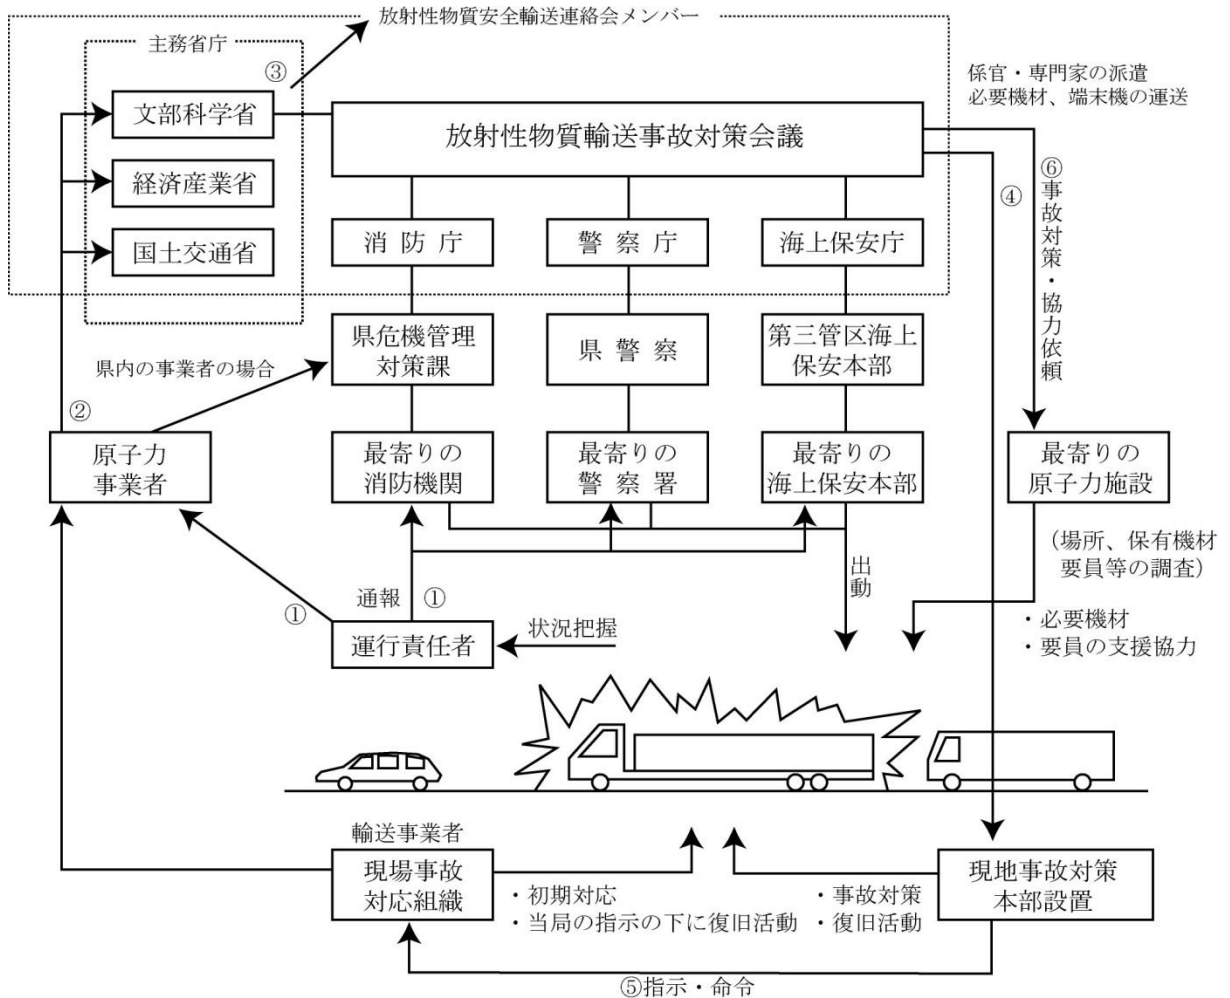 放射性物質安全輸送連絡会メンバー
主務省庁
③
係官・専門家の派遣
必要機材、端末機の運送
文部科学省
放射性物質輸送事故対策会議
経済産業省
国土交通省
消防庁
警察庁
海上保安庁
④
⑥事故対策・協力依頼
県危機管理
対策課
県警察
第三管区海上
保安本部
県内の事業者の場合
②
原子力
事業者
最寄りの
消防機関
最寄りの
警察署
最寄りの
海上保安本部
最寄りの
原子力施設
(場所、保有機材
要員等の調査)
出動
通報
①
①
運行責任者
状況把握
・必要機材
・要員の支援協力
輸送事業者
現場事故
対応組織
・初期対応
・当局の指示の下に復旧活動
・事故対策
・復旧活動
現地事故対策
本部設置
⑤指示・命令